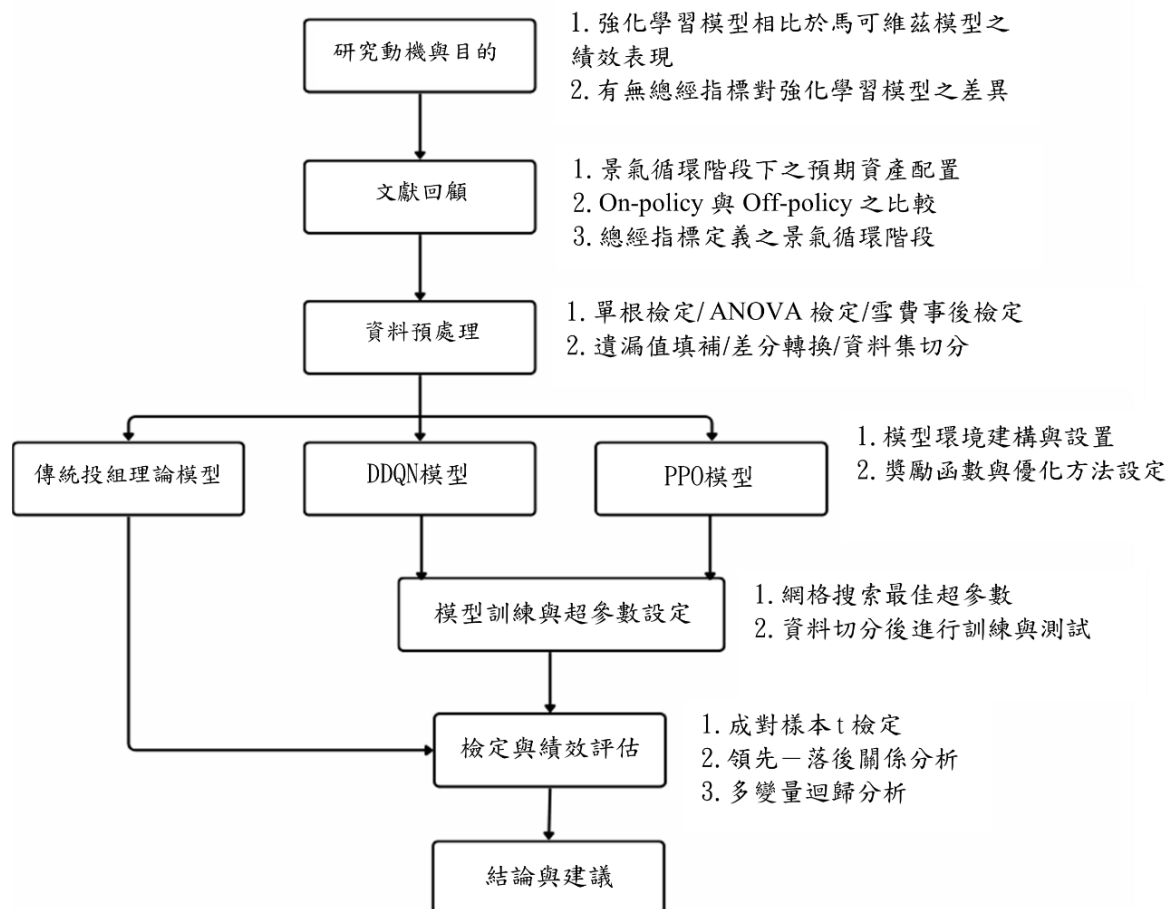 研究動機與目的
1. 強化學習模型相比於馬可維茲模型之
績效表現
2. 有無總經指標對強化學習模型之差異
文獻回顧
1. 景氣循環階段下之預期資產配置
2. On-policy 與 Off-policy 之比較
3. 總經指標定義之景氣循環階段
資料預處理
1. 單根檢定/ ANOVA 檢定/雪費事後檢定
2. 遺漏值填補/差分轉換/資料集切分
傳統投組理論模型
DDQN模型
PPO模型
1. 模型環境建構與設置
2. 獎勵函數與優化方法設定
模型訓練與超參數設定
1. 網格搜索最佳超參數
2. 資料切分後進行訓練與測試
檢定與績效評估
1. 成對樣本 t 檢定
2. 領先－落後關係分析
3. 多變量迴歸分析
結論與建議